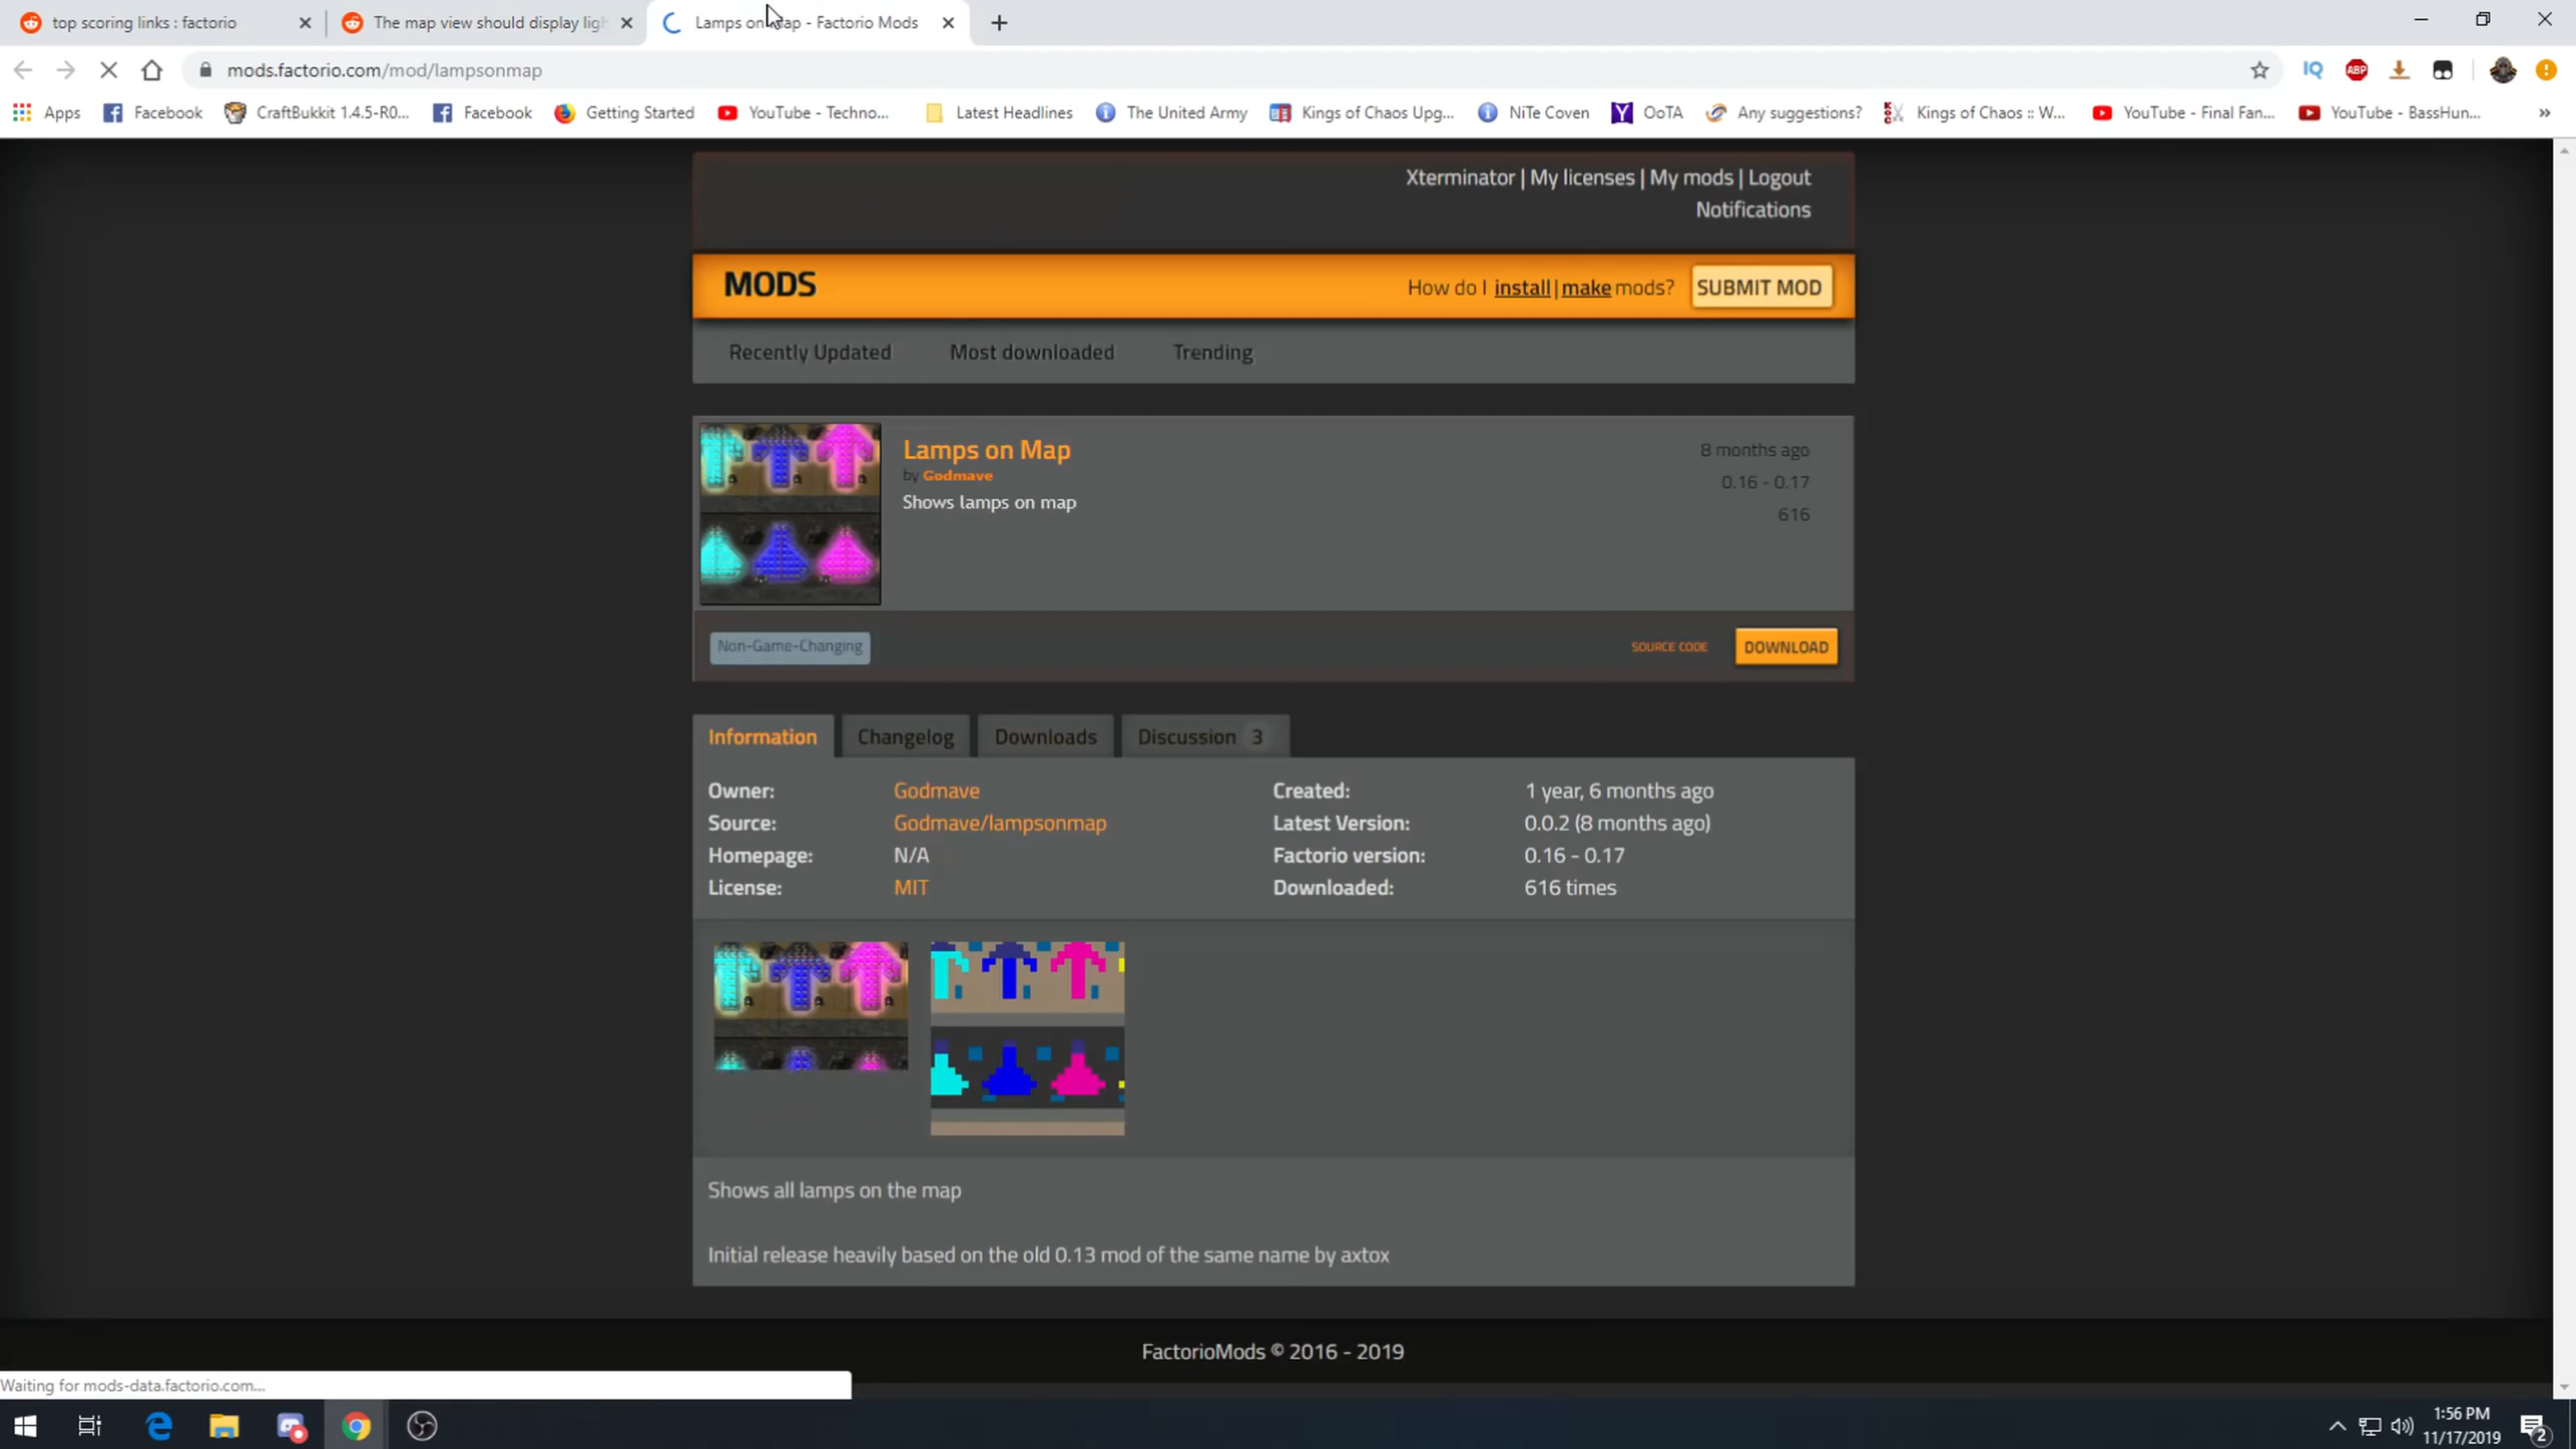 top scoring links : factorio
The map view should display ligh
Lamps on Map - Factorio Mods
mods.factorio.com/mod/lampsonmap
IQ
ABP
Apps
Facebook
CraftBukkit 1.4.5-R0...
Facebook
Getting Started
YouTube - Techno...
Latest Headlines
The United Army
Kings of Chaos Upg...
NiTe Coven
OoTA
Any suggestions?
Kings of Chaos :: W...
YouTube - Final Fan...
YouTube - BassHun...
Xterminator | My licenses | My mods | Logout
Notifications
MODS
How do I install | make mods?
SUBMIT MOD
Recently Updated
Most downloaded
Trending
Lamps on Map
8 months ago
by Godmave
0.16 - 0.17
Shows lamps on map
616
Non-Game-Changing
SOURCE CODE
DOWNLOAD
Information
Changelog
Downloads
Discussion 3
Owner: Godmave
Created: 1 year, 6 months ago
Source: Godmave/lampsonmap
Latest Version: 0.0.2 (8 months ago)
Homepage: N/A
Factorio version: 0.16 - 0.17
License: MIT
Downloaded: 616 times
Shows all lamps on the map
Initial release heavily based on the old 0.13 mod of the same name by axtox
FactorioMods © 2016 - 2019
Waiting for mods-data.factorio.com...
1:56 PM
11/17/2019
2